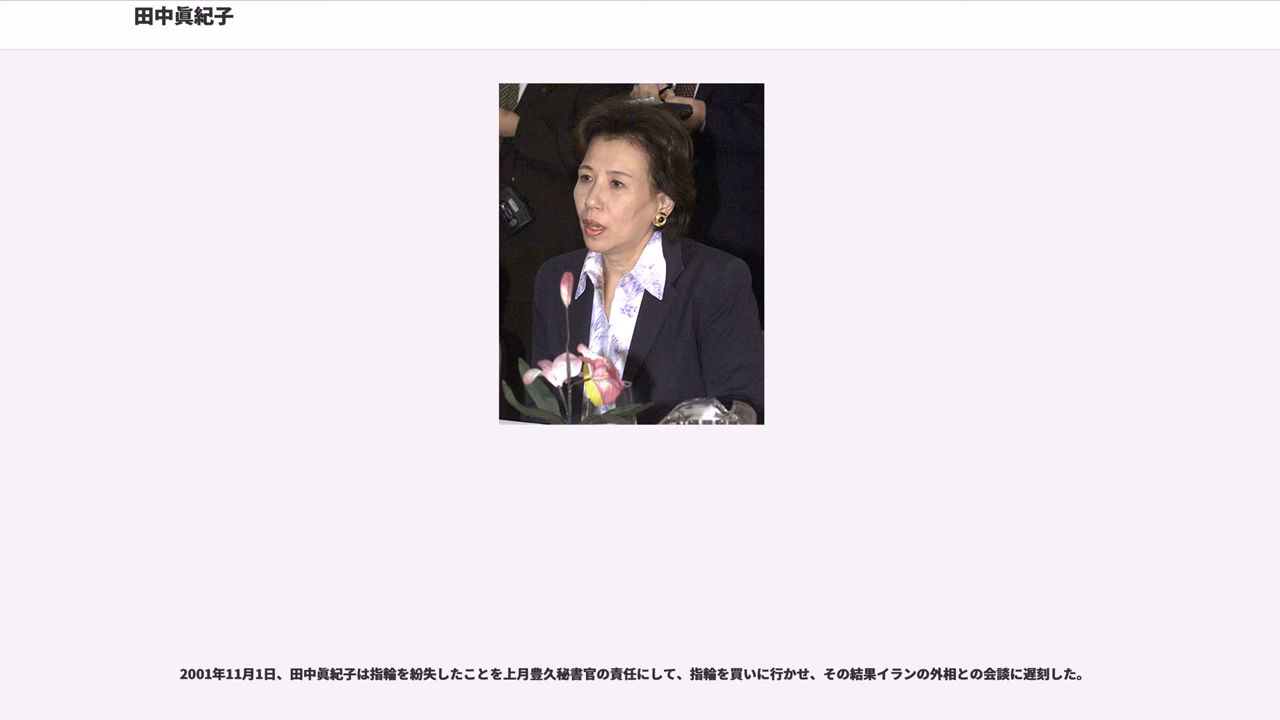 田中眞紀子
2001年11月1日、田中眞紀子は指輪を紛失したことを上月豊久秘書官の責任にして、指輪を買いに行かせ、その結果イランの外相との会談に遅刻した。